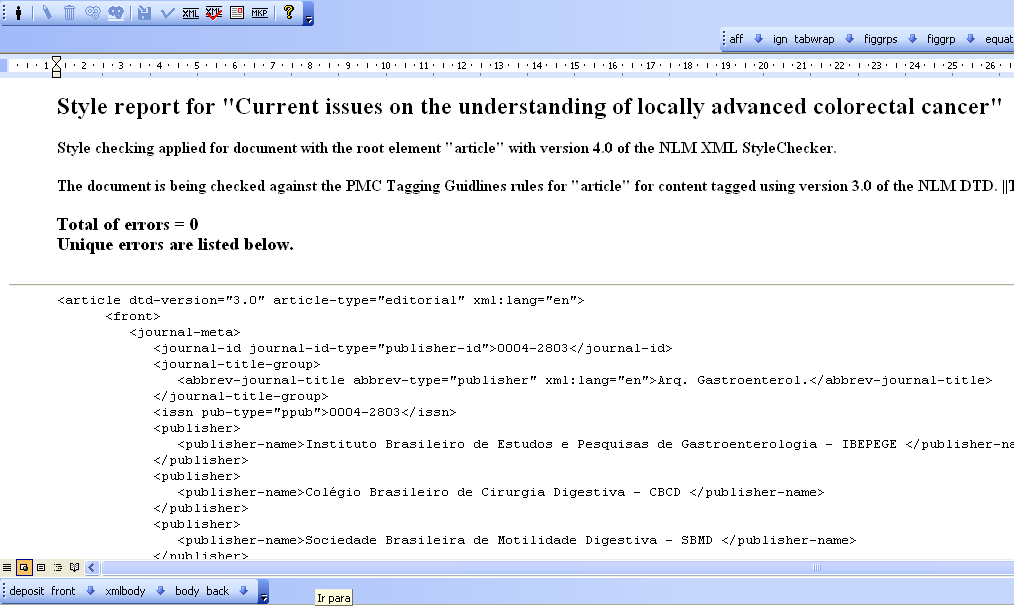 XML XML MKP ?
aff ign tabwrap figgrps figgrp equat
1 2 3 4 5 6 7 8 9 10 11 12 13 14 15 16 17 18 19 20 21 22 23 24 25 26
Style report for "Current issues on the understanding of locally advanced colorectal cancer"
Style checking applied for document with the root element "article" with version 4.0 of the NLM XML StyleChecker.
The document is being checked against the PMC Tagging Guidlines rules for "article" for content tagged using version 3.0 of the NLM DTD. ||T
Total of errors = 0
Unique errors are listed below.
<article dtd-version="3.0" article-type="editorial" xml:lang="en">
<front>
<journal-meta>
<journal-id journal-id-type="publisher-id">0004-2803</journal-id>
<journal-title-group>
<abbrev-journal-title abbrev-type="publisher" xml:lang="en">Arq. Gastroenterol.</abbrev-journal-title>
</journal-title-group>
<issn pub-type="ppub">0004-2803</issn>
<publisher>
<publisher-name>Instituto Brasileiro de Estudos e Pesquisas de Gastroenterologia - IBEPEGE </publisher-na
</publisher>
<publisher>
<publisher-name>Colégio Brasileiro de Cirurgia Digestiva - CBCD </publisher-name>
</publisher>
<publisher>
<publisher-name>Sociedade Brasileira de Motilidade Digestiva - SBMD </publisher-name>
</publisher>
deposit front xmlbody body back
Ir para